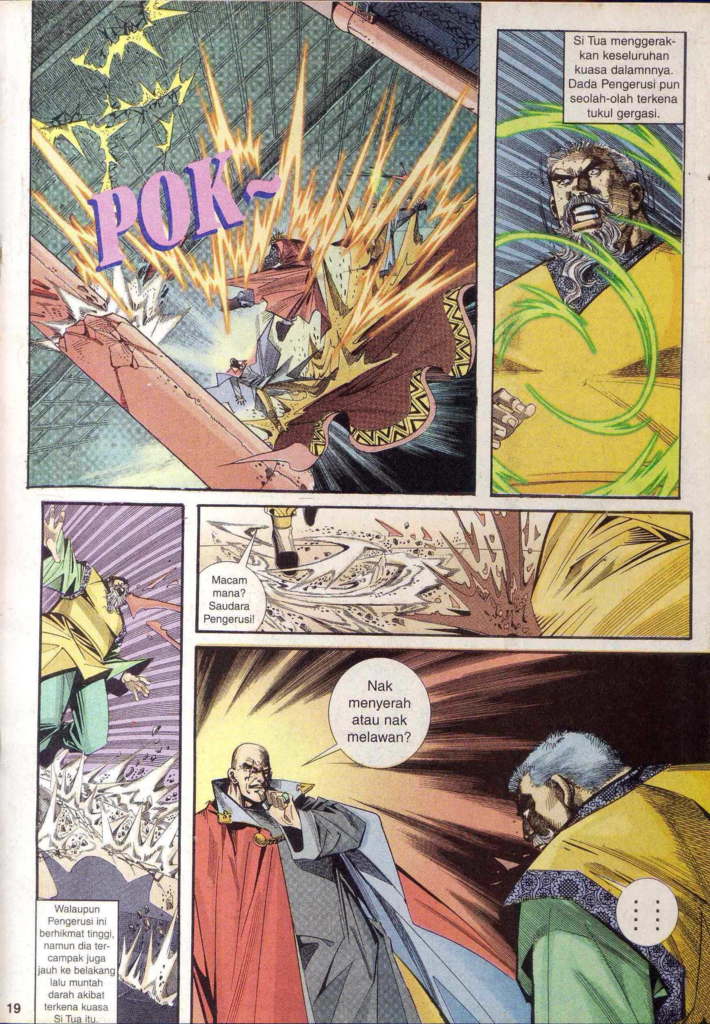 POK~
Si Tua menggerak-
kan keseluruhan
kuasa dalamnnya.
Dada Pengerusi pun
seolah-olah terkena
tukul gergasi.
Walaupun
Pengerusi ini
berhikmat tinggi,
namun dia ter-
campak juga
jauh ke belakang
lalu muntah
darah akibat
terkena kuasa
Si Tua itu.
Macam
mana?
Saudara
Pengerusi!
Nak
menyerah
atau nak
melawan?
19